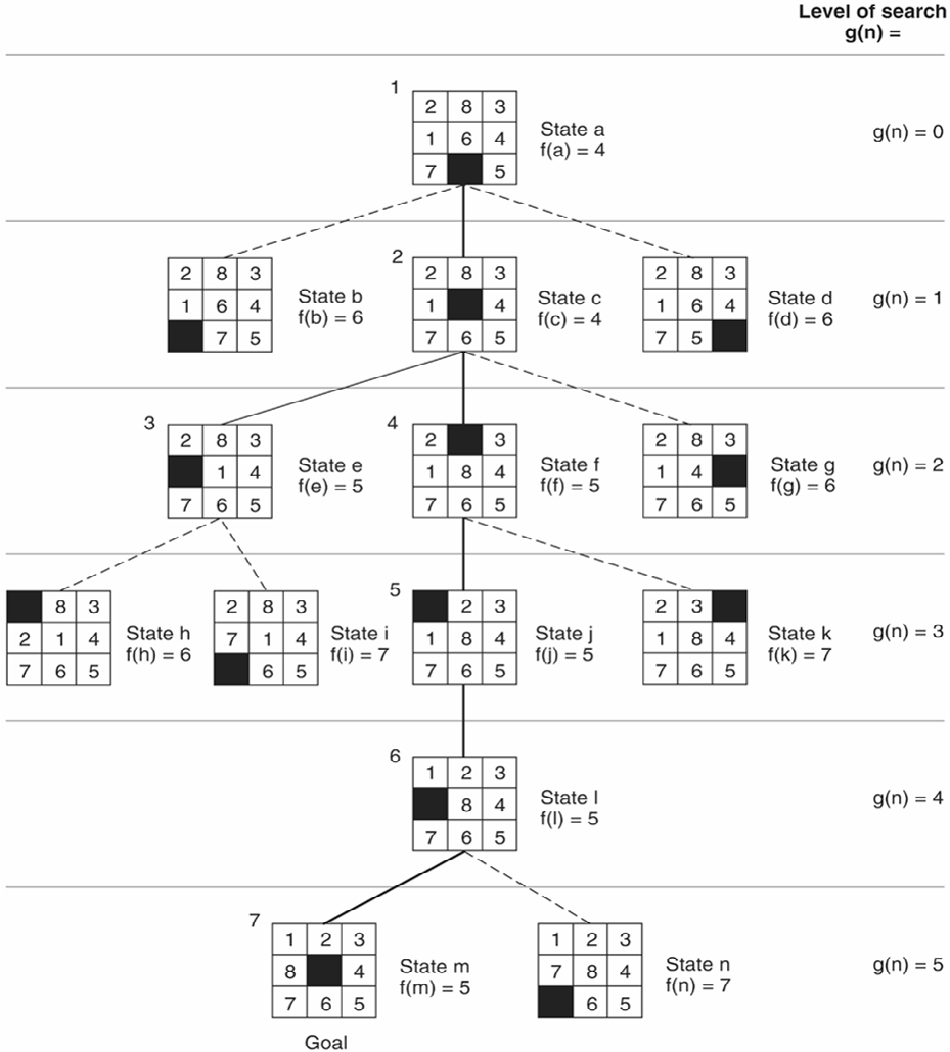 Level of search
g(n) =
1
2 8 3
1 6 4
7 5
State a
f(a) = 4
g(n) = 0
2 8 3
1 6 4
7 5
State b
f(b) = 6
2
2 8 3
1 4
7 6 5
State c
f(c) = 4
2 8 3
1 6 4
7 5
State d
f(d) = 6
g(n) = 1
3
2 8 3
1 4
7 6 5
State e
f(e) = 5
4
2 3
1 8 4
7 6 5
State f
f(f) = 5
2 8 3
1 4
7 6 5
State g
f(g) = 6
g(n) = 2
8 3
2 1 4
7 6 5
State h
f(h) = 6
2 8 3
7 1 4
6 5
State i
f(i) = 7
5
2 3
1 8 4
7 6 5
State j
f(j) = 5
2 3
1 8 4
7 6 5
State k
f(k) = 7
g(n) = 3
6
1 2 3
8 4
7 6 5
State l
f(l) = 5
g(n) = 4
7
1 2 3
8 4
7 6 5
State m
f(m) = 5
Goal
1 2 3
7 8 4
6 5
State n
f(n) = 7
g(n) = 5